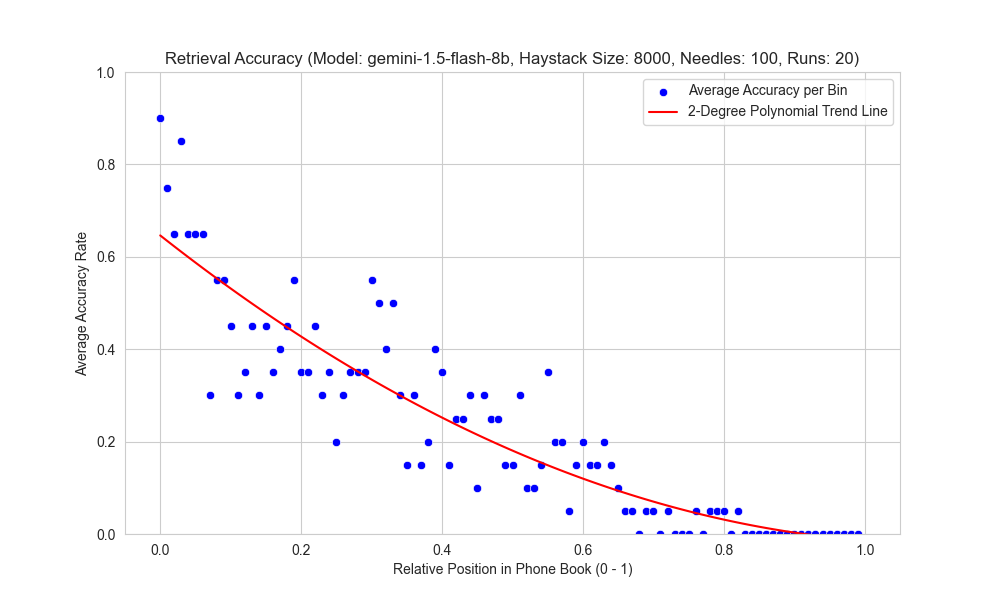 Retrieval Accuracy (Model: gemini-1.5-flash-8b, Haystack Size: 8000, Needles: 100, Runs: 20)
Average Accuracy per Bin
2-Degree Polynomial Trend Line
Average Accuracy Rate
1.0
0.8
0.6
0.4
0.2
0.0
0.0 0.2 0.4 0.6 0.8 1.0
Relative Position in Phone Book (0 - 1)